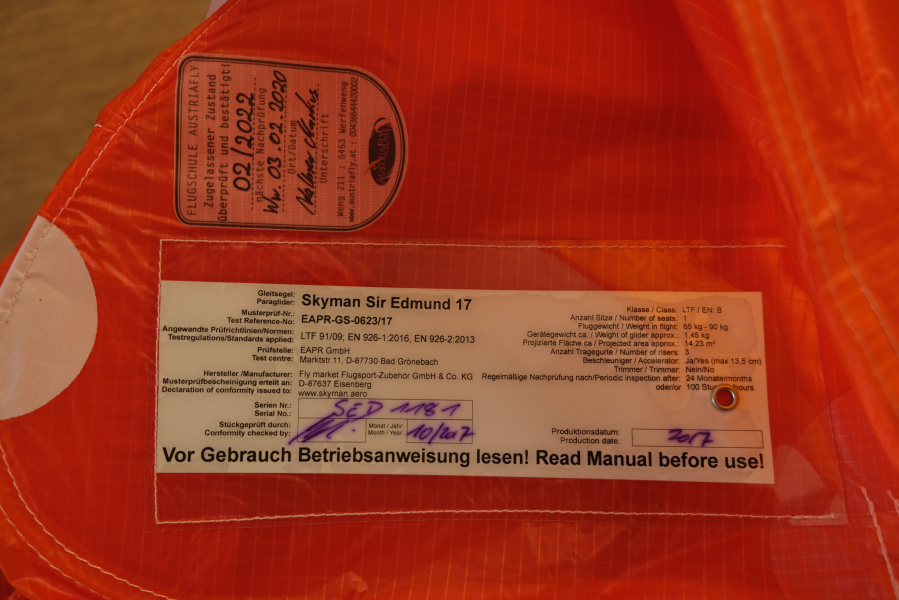 FLUGSCHULE AUSTRIAFLY
Zugelassener Zustand
überprüft und bestätigt!
02/2022
nächste Nachprüfung
Ww. 03.02.2020
Ort/Datum
Unterschrift
Weng 211 : 5453 Werfenweng
www.austriafly.at : 00436644420002
Gleitsegel:
Paraglider: Skyman Sir Edmund 17
Musterprüf-Nr.:
Test Reference-No: EAPR-GS-0623/17
Angewandte Prüfrichtlinien/Normen:
Testregulations/Standards applied: LTF 91/09; EN 926-1:2016, EN 926-2:2013
Prüfstelle: EAPR GmbH
Test centre: Marktstr. 11, D-87730 Bad Grönebach
Hersteller /Manufacturer: Fly market Flugsport-Zubehör GmbH & Co. KG
Musterprüfbescheinigung erteilt an: D-87637 Eisenberg
Declaration of conformity issued to: www.skyman.aero
Serien Nr.:
Serial No.: SED 1181
Stückgeprüft durch:
Conformity checked by:
Monat / Jahr:
Month / Year: 10/2017
Klasse / Class: LTF / EN: B
Anzahl Sitze / Number of seats: 1
Fluggewicht / Weight in flight: 65 kg - 90 kg
Gerätegewicht ca. / Weight of glider approx.: 1,45 kg
Projizierte Fläche ca / Projected area approx.: 14,23 m²
Anzahl Tragegurte / Number of risers: 3
Beschleuniger / Accelerator: Ja/Yes (max 13,5 cm)
Trimmer / Trimmer: Nein/No
Regelmäßige Nachprüfung nach/Periodic inspection after: 24 Monate/months
oder/or 100 hours
Produktionsdatum:
Production date: 2017
Vor Gebrauch Betriebsanweisung lesen! Read Manual before use!